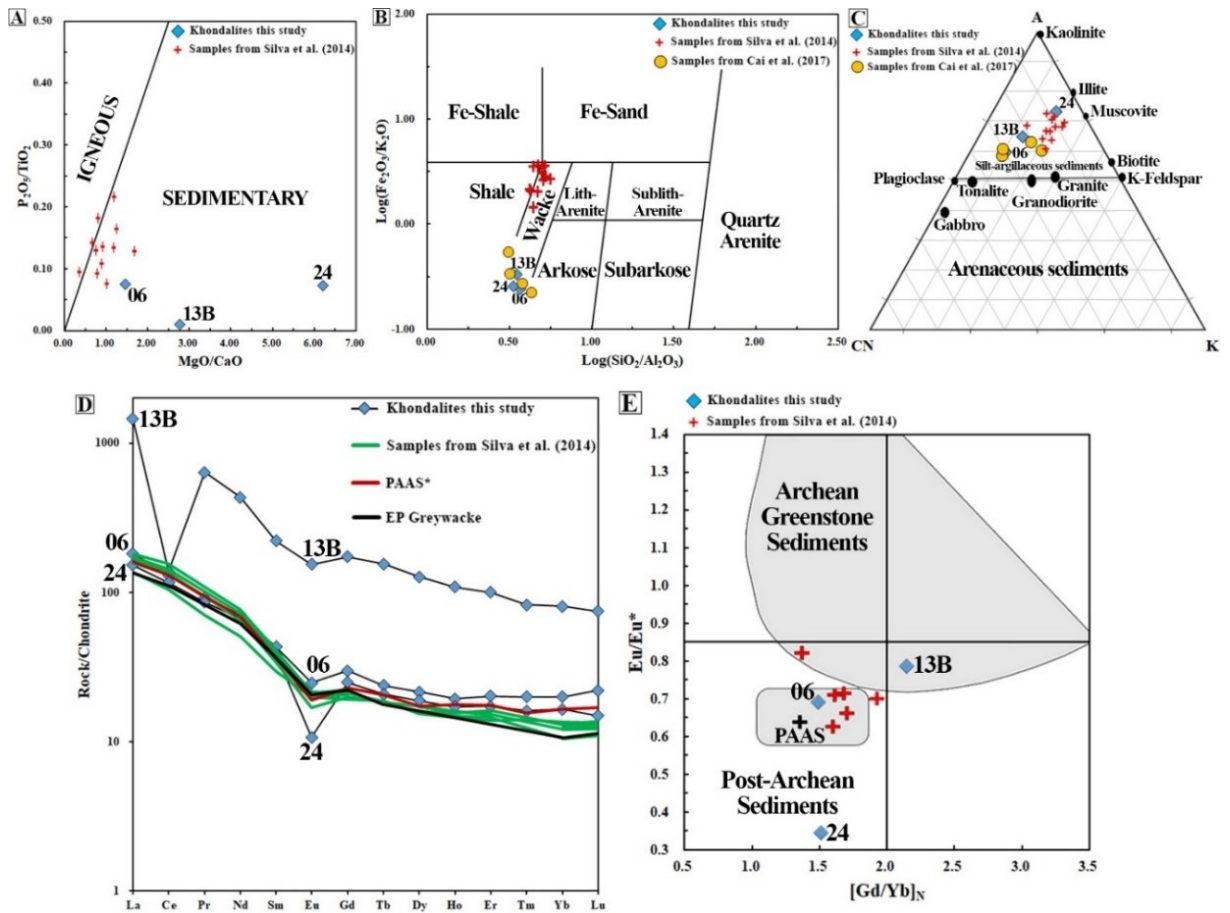 A
Khondalites this study
Samples from Silva et al. (2014)
IGNEOUS
SEDIMENTARY
06
13B
24
P₂O₅/TiO₂
0.50
0.40
0.30
0.20
0.10
0.00
0.00 1.00 2.00 3.00 4.00 5.00 6.00 7.00
MgO/CaO
B
Khondalites this study
Samples from Silva et al. (2014)
Samples from Cai et al. (2017)
Fe-Shale
Fe-Sand
Shale
Wacke
Lith-
Arenite
Sublith-
Arenite
Quartz
Arenite
Arkose
Subarkose
13B
24
06
Log(Fe₂O₃/K₂O)
2.00
1.00
0.00
-1.00
0.00 0.50 1.00 1.50 2.00 2.50
Log(SiO₂/Al₂O₃)
C
A
Kaolinite
Khondalites this study
Samples from Silva et al. (2014)
Samples from Cai et al. (2017)
Illite
24
Muscovite
13B
06
Silt-argillaceous sediments
Biotite
Plagioclase
K-Feldspar
Tonalite
Granite
Granodiorite
Gabbro
Arenaceous sediments
CN
K
D
Khondalites this study
Samples from Silva et al. (2014)
PAAS*
EP Greywacke
13B
06
24
13B
06
24
Rock/Chondrite
1000
100
10
1
La Ce Pr Nd Sm Eu Gd Tb Dy Ho Er Tm Yb Lu
E
Khondalites this study
Samples from Silva et al. (2014)
Archean
Greenstone
Sediments
13B
06
PAAS
Post-Archean
Sediments
24
Eu/Eu*
1.4
1.3
1.2
1.1
1.0
0.9
0.8
0.7
0.6
0.5
0.4
0.3
0.5 1.0 1.5 2.0 2.5 3.0 3.5
[Gd/Yb]N